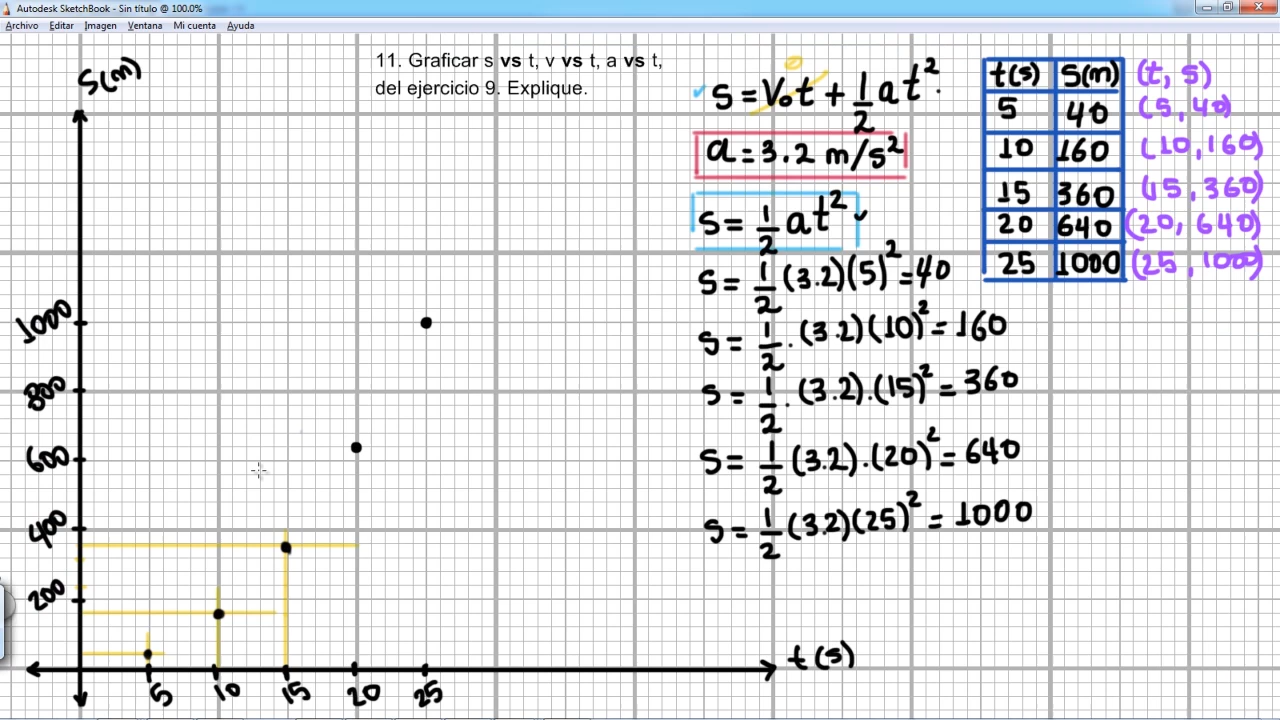 Autodesk SketchBook - Sin título @ 100.0%
Archivo Editar Imagen Ventana Mi cuenta Ayuda
11. Graficar s vs t, v vs t, a vs t,
del ejercicio 9. Explique.
S(m)
1000
800
600
400
200
5 10 15 20 25
t(s)
0
s = V₀t + 1/2 at².
a = 3.2 m/s²
s = 1/2 at²
s = 1/2 (3.2)(5)² = 40
s = 1/2 . (3.2)(10)² = 160
s = 1/2 . (3.2).(15)² = 360
s = 1/2 (3.2).(20)² = 640
s = 1/2 (3.2)(25)² = 1000
t(s) S(m) (t, s)
5 40 (5, 40)
10 160 (10, 160)
15 360 (15, 360)
20 640 (20, 640)
25 1000 (25, 1000)